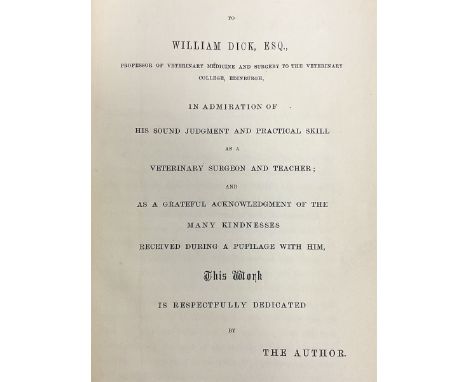 TO
WILLIAM DICK, ESQ.,
PROFESSOR OF VETERINARY MEDICINE AND SURGERY TO THE VETERINARY
COLLEGE, EDINBURGH,
IN ADMIRATION OF
HIS SOUND JUDGMENT AND PRACTICAL SKILL
AS A
VETERINARY SURGEON AND TEACHER;
AND
AS A GRATEFUL ACKNOWLEDGMENT OF THE
MANY KINDNESSES
RECEIVED DURING A PUPILAGE WITH HIM,
This Work
IS RESPECTFULLY DEDICATED
BY
THE AUTHOR.